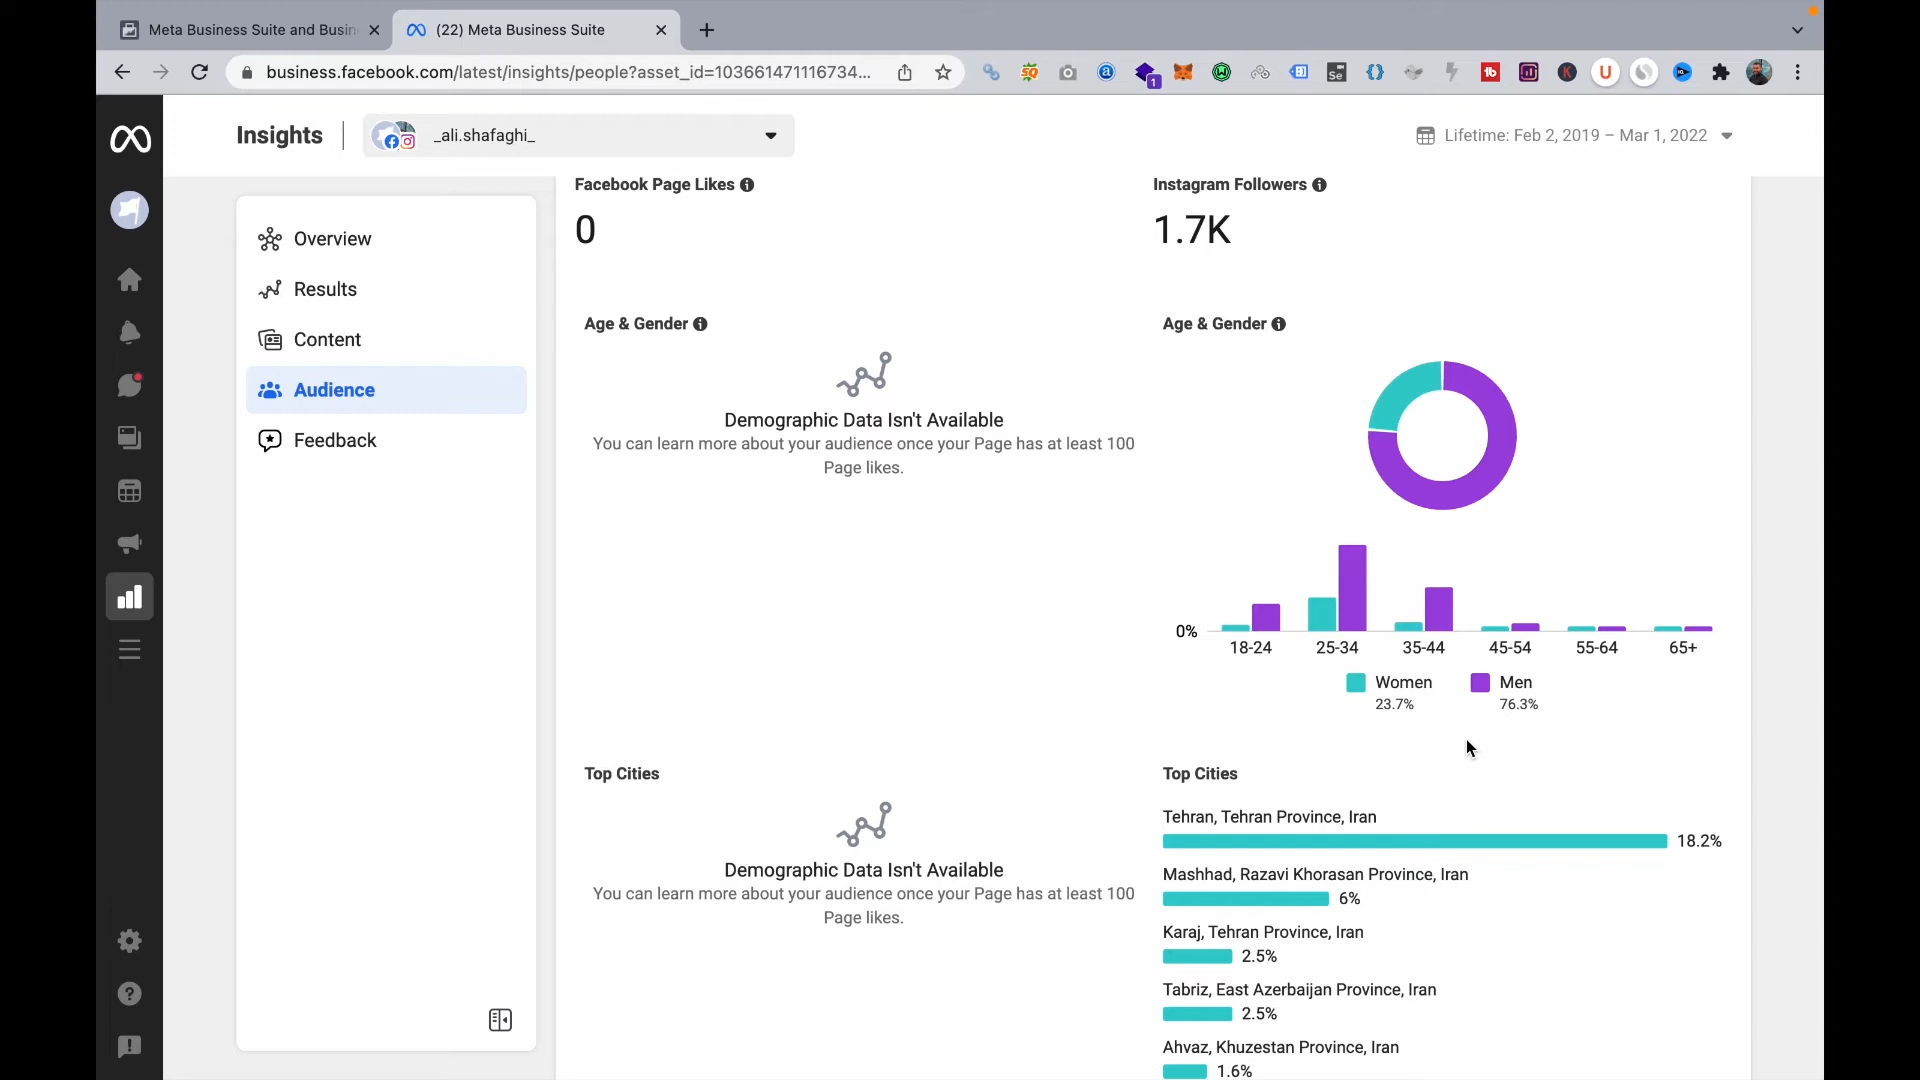 Meta Business Suite and Busin
(22) Meta Business Suite
business.facebook.com/latest/insights/people?asset_id=103661471116734...
1
Insights
_ali.shafaghi_
Lifetime: Feb 2, 2019 – Mar 1, 2022
Overview
Results
Content
Audience
Feedback
Facebook Page Likes
0
Age & Gender
Demographic Data Isn't Available
You can learn more about your audience once your Page has at least 100
Page likes.
Top Cities
Demographic Data Isn't Available
You can learn more about your audience once your Page has at least 100
Page likes.
Instagram Followers
1.7K
Age & Gender
0%
18-24 25-34 35-44 45-54 55-64 65+
Women Men
23.7% 76.3%
Top Cities
Tehran, Tehran Province, Iran
18.2%
Mashhad, Razavi Khorasan Province, Iran
6%
Karaj, Tehran Province, Iran
2.5%
Tabriz, East Azerbaijan Province, Iran
2.5%
Ahvaz, Khuzestan Province, Iran
1.6%